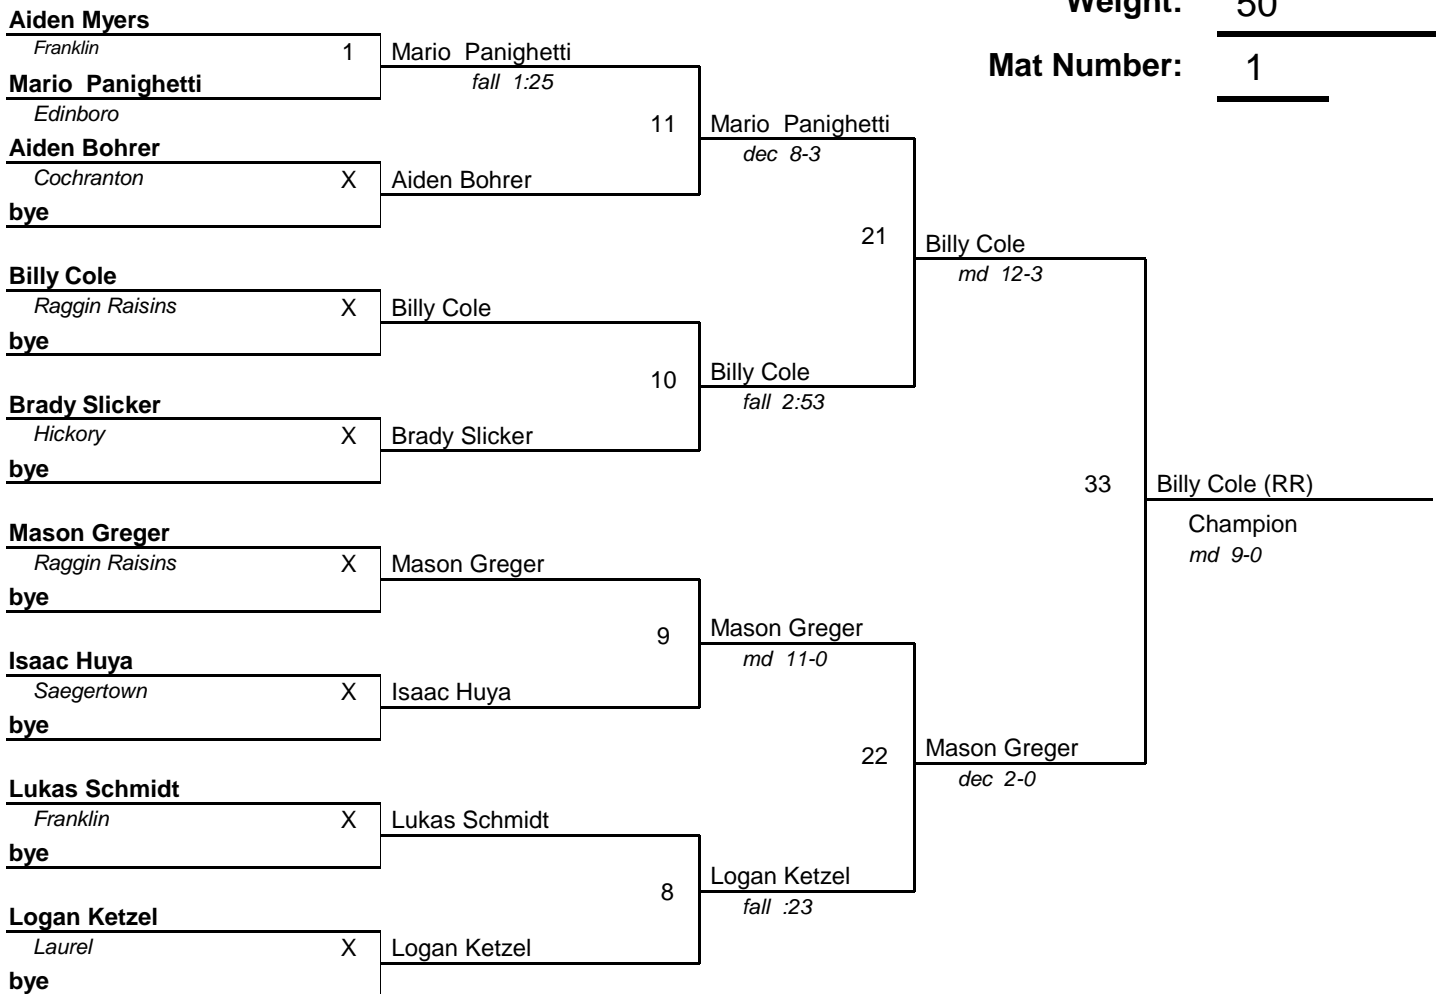 Weight: 50
Mat Number: 1
Aiden Myers
Franklin
1
Mario Panighetti
Edinboro
Aiden Bohrer
Cochranton
X
bye
Billy Cole
Raggin Raisins
X
bye
Brady Slicker
Hickory
X
bye
Mason Greger
Raggin Raisins
X
bye
Isaac Huya
Saegertown
X
bye
Lukas Schmidt
Franklin
X
bye
Logan Ketzel
Laurel
X
bye
Mario Panighetti
fall 1:25
11
Aiden Bohrer
Billy Cole
10
Brady Slicker
Mason Greger
9
Isaac Huya
Lukas Schmidt
8
Logan Ketzel
Mario Panighetti
dec 8-3
21
Billy Cole
fall 2:53
Mason Greger
md 11-0
22
Logan Ketzel
fall :23
Billy Cole
md 12-3
33
Mason Greger
dec 2-0
Billy Cole (RR)
Champion
md 9-0